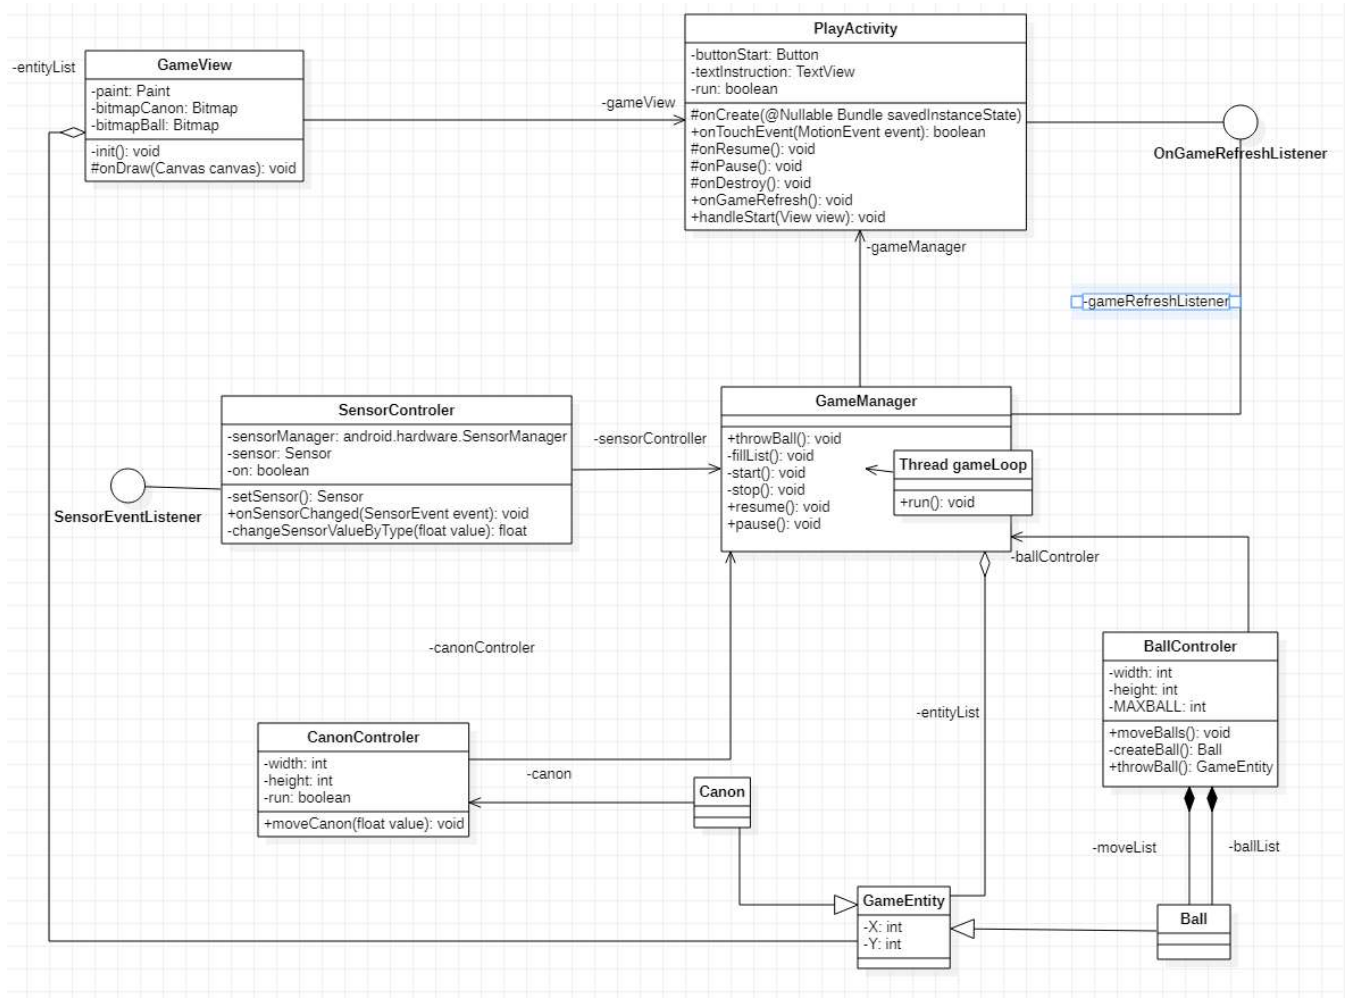 PlayActivity
-buttonStart: Button
-textInstruction: TextView
-run: boolean
#onCreate(@Nullable Bundle savedInstanceState)
+onTouchEvent(MotionEvent event): boolean
#onResume(): void
#onPause(): void
#onDestroy(): void
+onGameRefresh(): void
+handleStart(View view): void
-entityList
GameView
-paint: Paint
-bitmapCanon: Bitmap
-bitmapBall: Bitmap
-init(): void
#onDraw(Canvas canvas): void
-gameView
OnGameRefreshListener
-gameManager
-gameRefreshListener
GameManager
+throwBall(): void
-fillList(): void
-start(): void
-stop(): void
+resume(): void
+pause(): void
Thread gameLoop
+run(): void
SensorControler
-sensorManager: android.hardware.SensorManager
-sensor: Sensor
-on: boolean
-setSensor(): Sensor
+onSensorChanged(SensorEvent event): void
-changeSensorValueByType(float value): float
-sensorController
SensorEventListener
-ballControler
-canonControler
BallControler
-width: int
-height: int
-MAXBALL: int
+moveBalls(): void
-createBall(): Ball
+throwBall(): GameEntity
-entityList
CanonControler
-width: int
-height: int
-run: boolean
+moveCanon(float value): void
-canon
Canon
-moveList
-ballList
GameEntity
-X: int
-Y: int
Ball